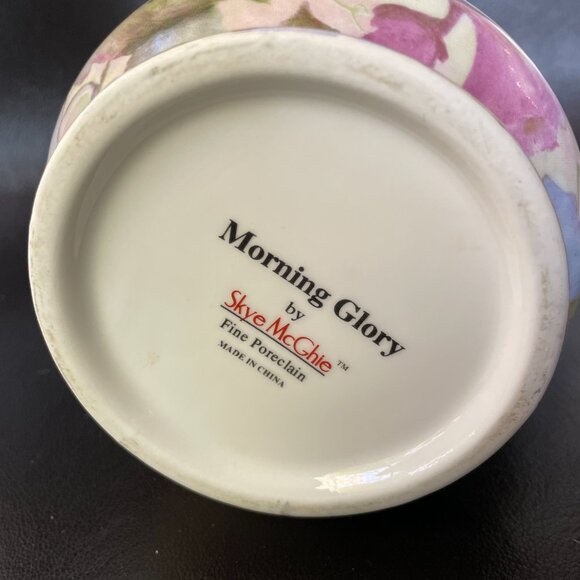 Morning Glory
by
Skye McGhie™
Fine Poreclain
MADE IN CHINA